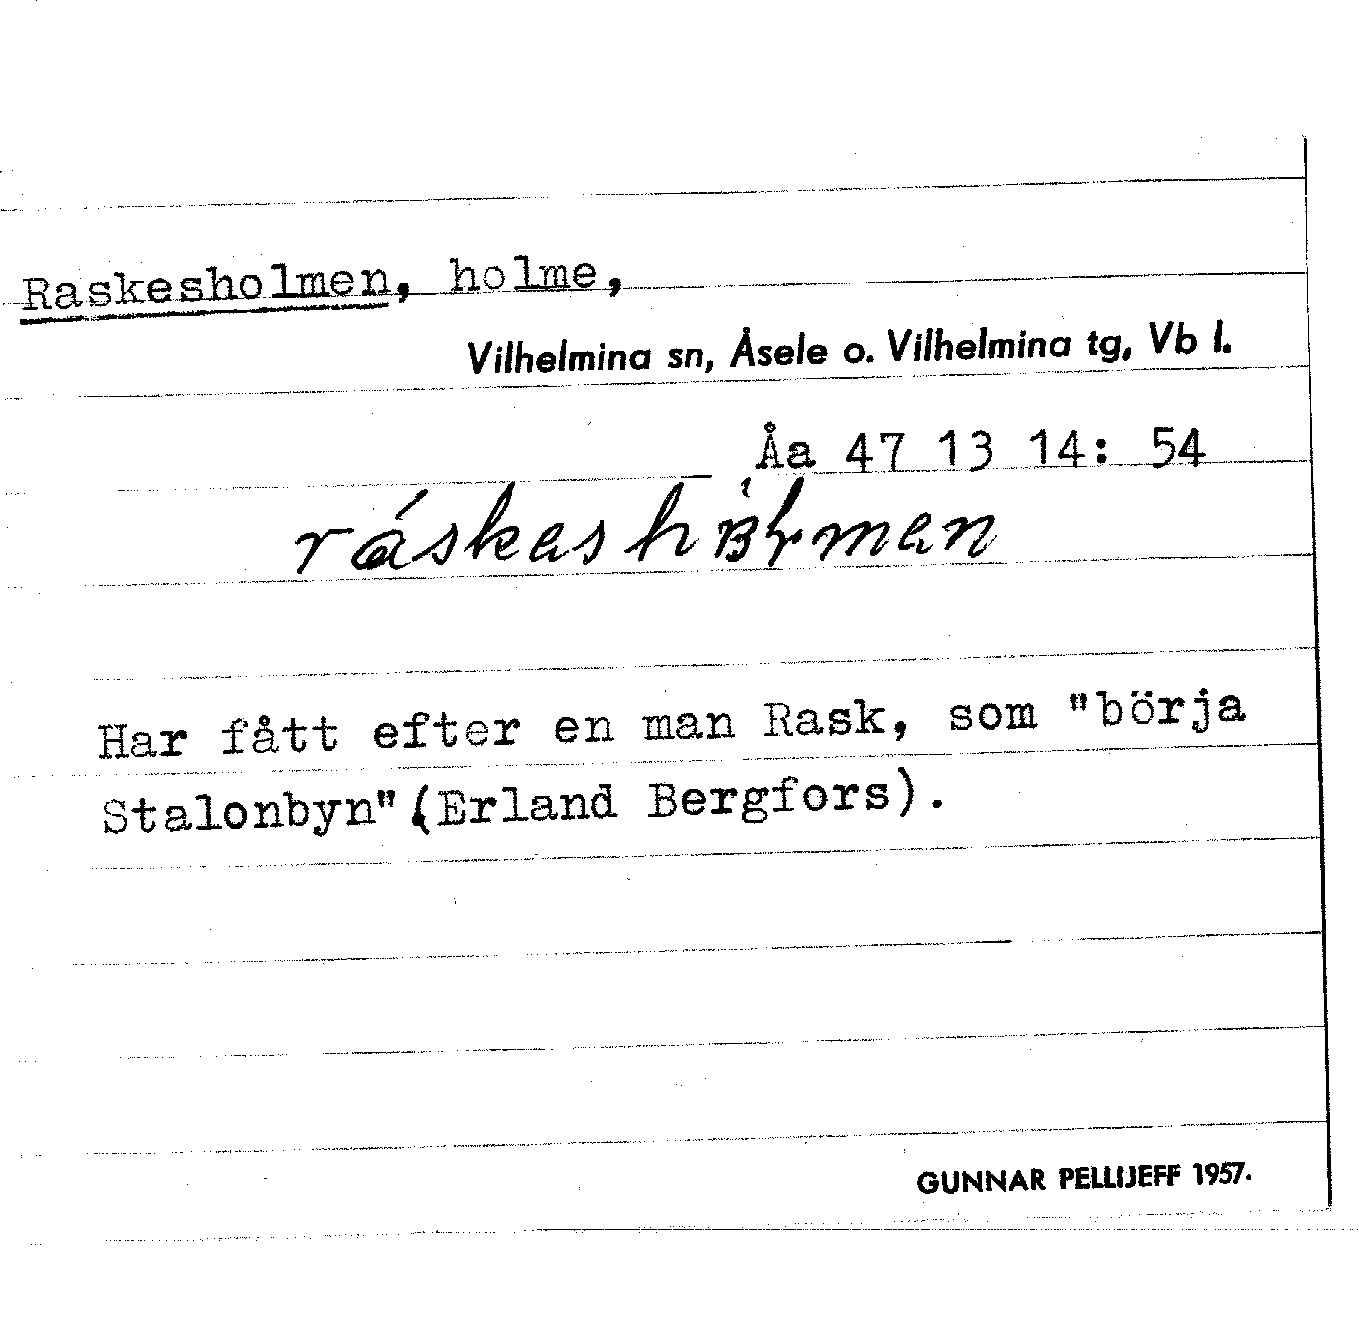 Raskesholmen, holme,
Vilhelmina sn, Åsele o. Vilhelmina tg, Vb l.
Åa 47 13 14: 54
Har fått efter en man Rask, som "börja
Stalonbyn" (Erland Bergfors).
GUNNAR PELLIJEFF 1957.